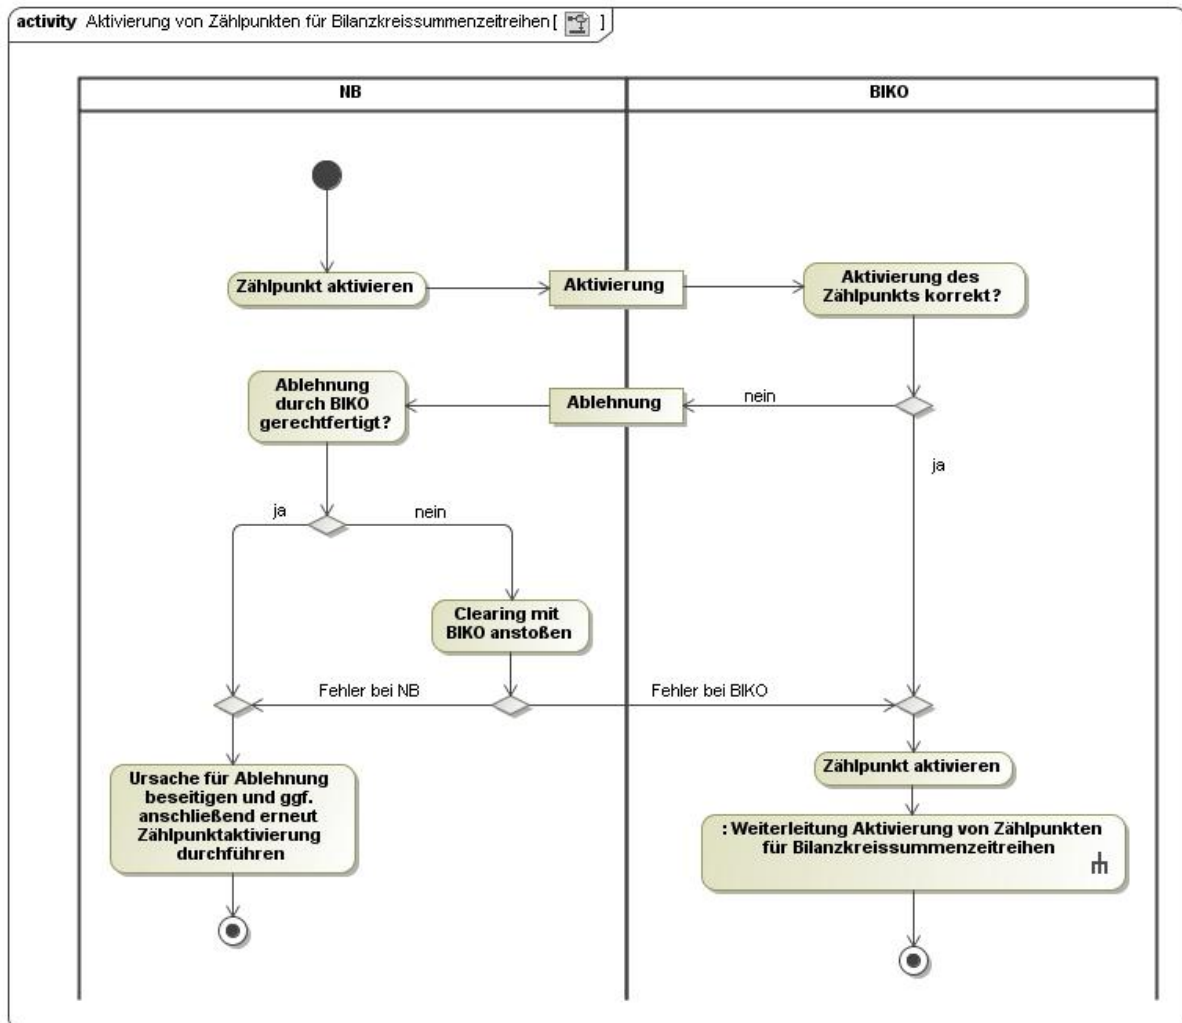 activity Aktivierung von Zählpunkten für Bilanzkreissummenzeitreihen [ ]
NB
BIKO
Zählpunkt aktivieren
Aktivierung
Aktivierung des
Zählpunkts korrekt?
Ablehnung
durch BIKO
gerechtfertigt?
Ablehnung
nein
ja
ja
nein
Clearing mit
BIKO anstoßen
Fehler bei NB
Fehler bei BIKO
Ursache für Ablehnung
beseitigen und ggf.
anschließend erneut
Zählpunktaktivierung
durchführen
Zählpunkt aktivieren
: Weiterleitung Aktivierung von Zählpunkten
für Bilanzkreissummenzeitreihen